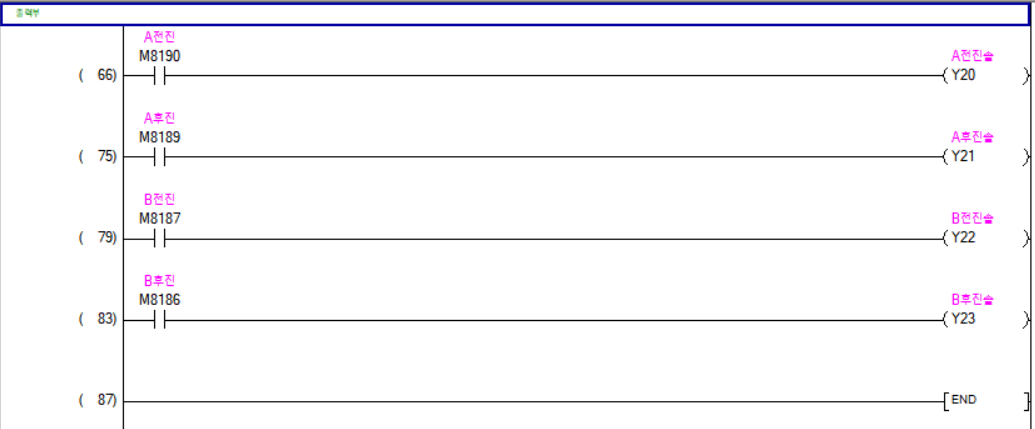 출력부
A전진
M8190
A전진솔
( 66)
Y20
A후진
M8189
A후진솔
( 75)
Y21
B전진
M8187
B전진솔
( 79)
Y22
B후진
M8186
B후진솔
( 83)
Y23
( 87)
END